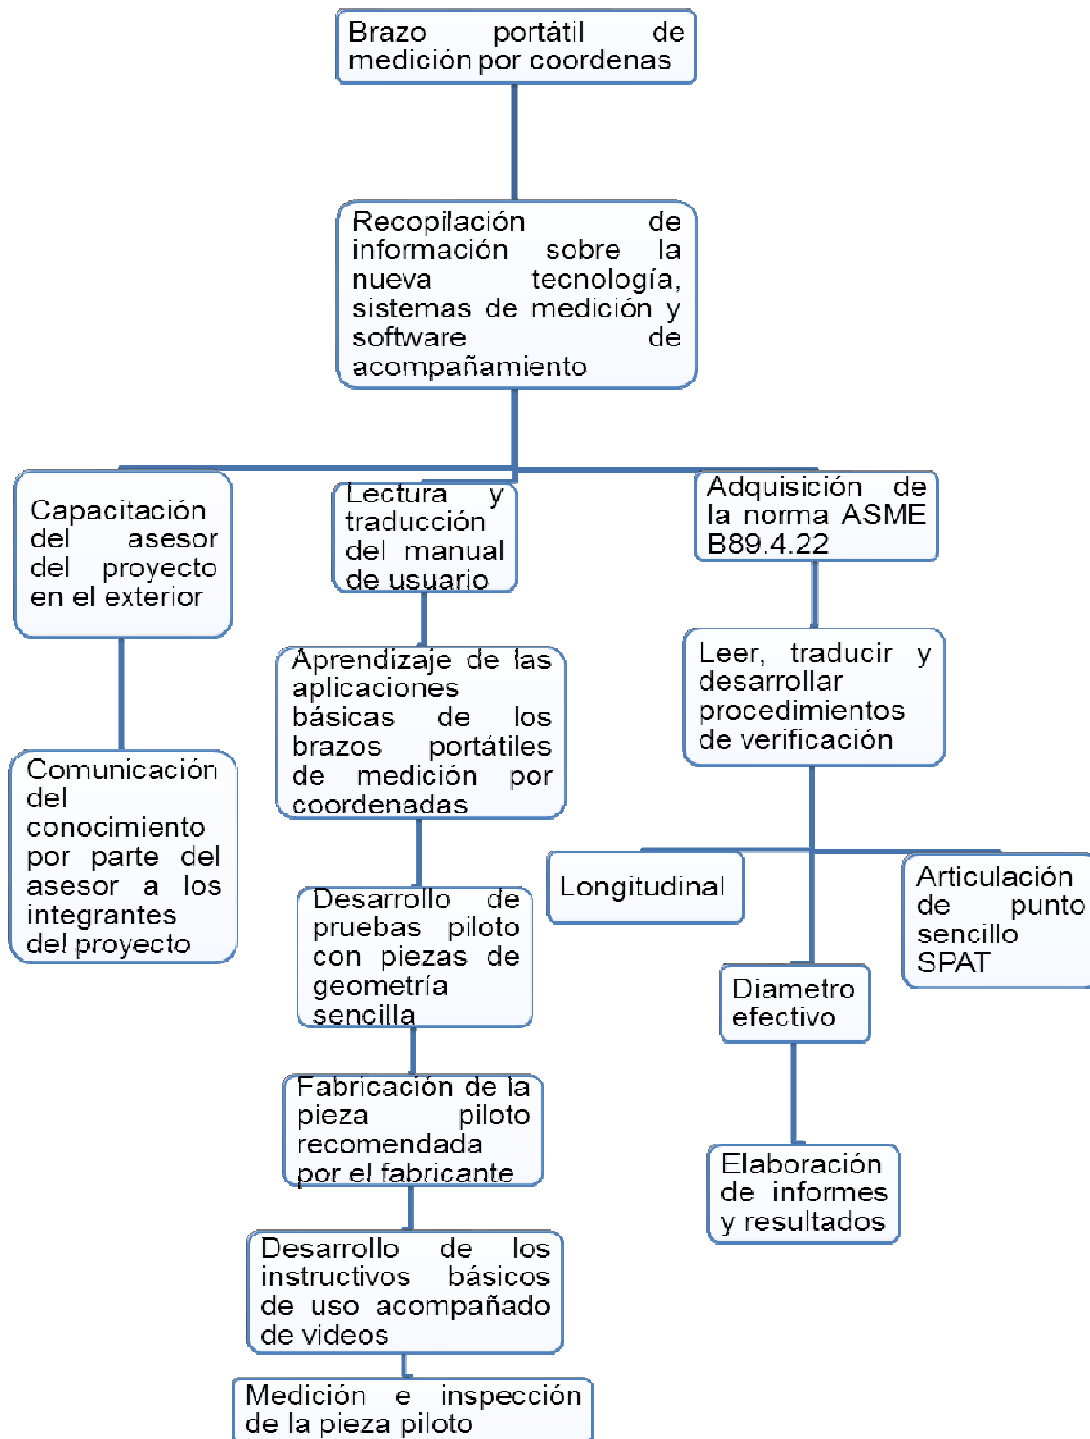 Brazo portátil de
medición por coordenas
Recopilación de
información sobre la
nueva tecnología,
sistemas de medición y
software de
acompañamiento
Capacitación
del asesor
del proyecto
en el exterior
Comunicación
del
conocimiento
por parte del
asesor a los
integrantes
del proyecto
Lectura y
traducción
del manual
de usuario
Aprendizaje de las
aplicaciones
básicas de los
brazos portátiles
de medición por
coordenadas
Desarrollo de
pruebas piloto
con piezas de
geometría
sencilla
Fabricación de la
pieza piloto
recomendada
por el fabricante
Desarrollo de los
instructivos básicos
de uso acompañado
de videos
Medición e inspección
de la pieza piloto
Adquisición de
la norma ASME
B89.4.22
Leer, traducir y
desarrollar
procedimientos
de verificación
Longitudinal
Diametro
efectivo
Articulación
de punto
sencillo
SPAT
Elaboración
de informes
y resultados